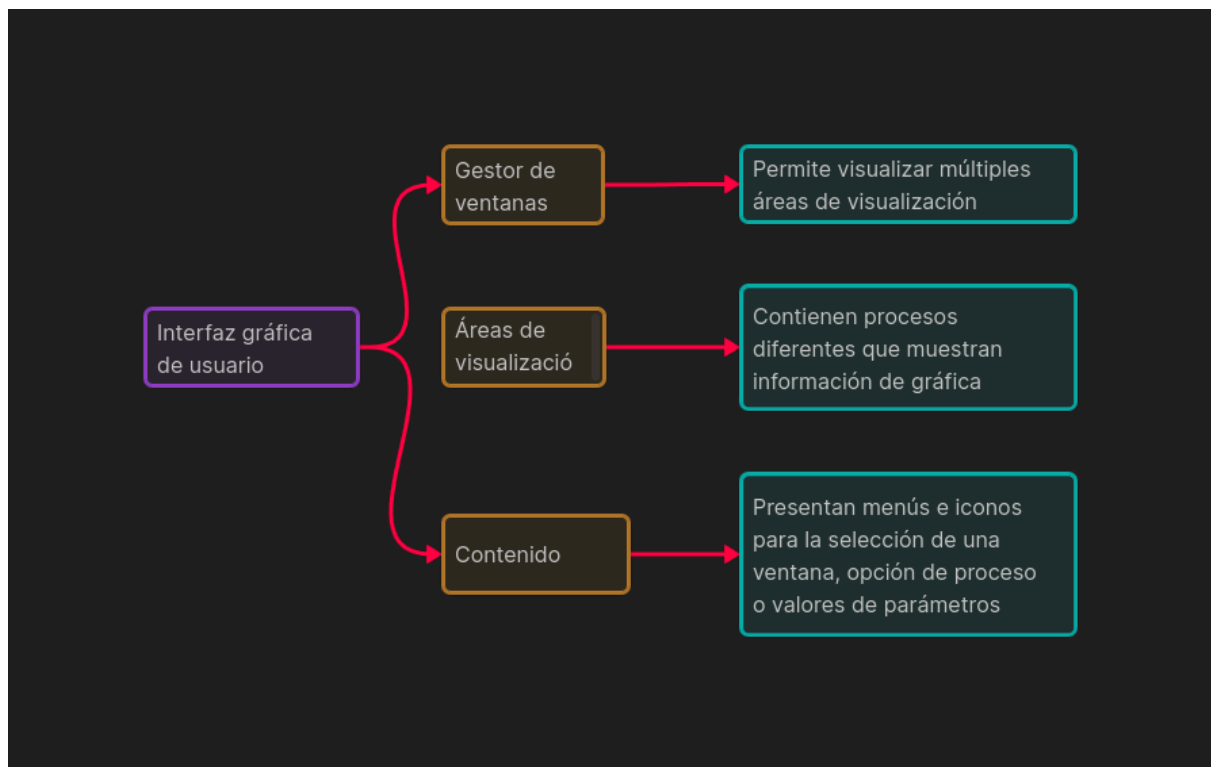 Gestor de
ventanas
Permite visualizar múltiples
áreas de visualización
Interfaz gráfica
de usuario
Áreas de
visualizació
Contienen procesos
diferentes que muestran
información de gráfica
Contenido
Presentan menús e iconos
para la selección de una
ventana, opción de proceso
o valores de parámetros